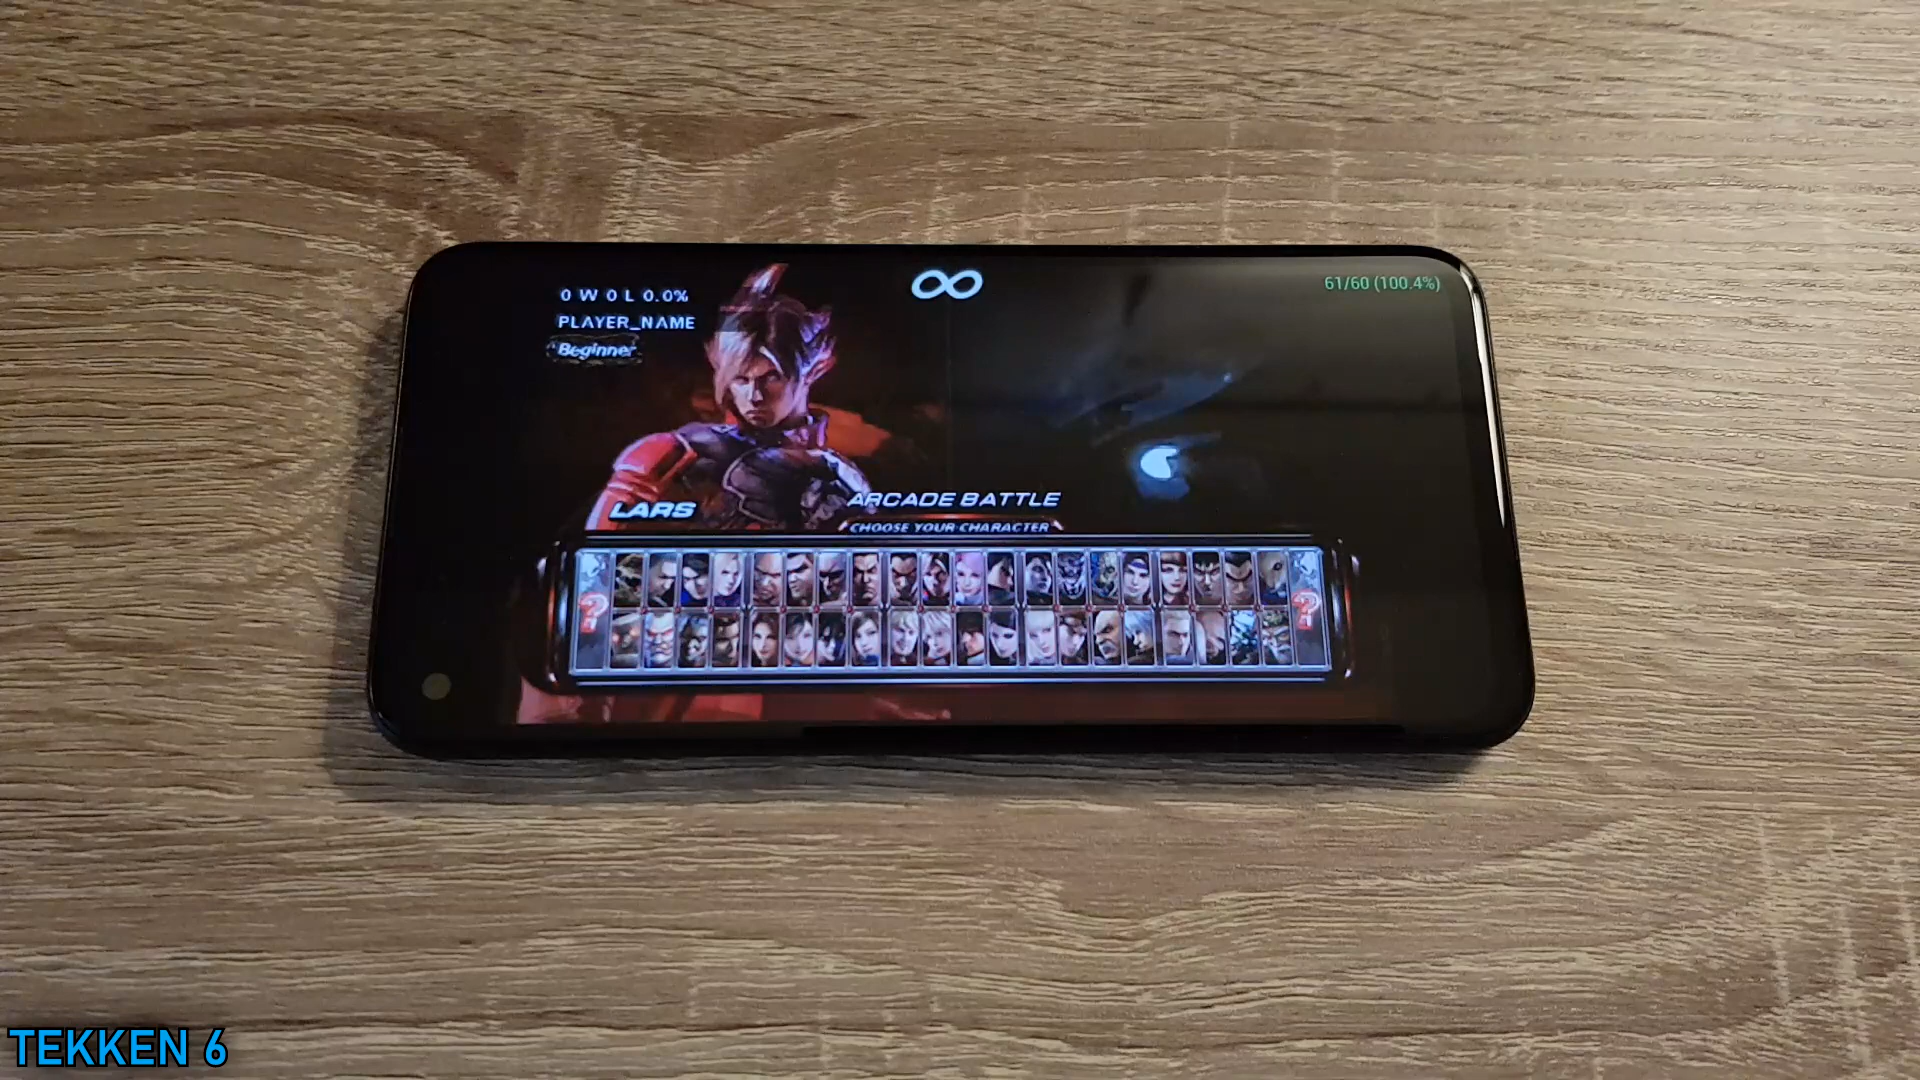 0 W 0 L 0.0%
PLAYER_NAME
Beginner
∞
61/60 (100.4%)
LARS
ARCADE BATTLE
CHOOSE YOUR CHARACTER
?
?
TEKKEN 6